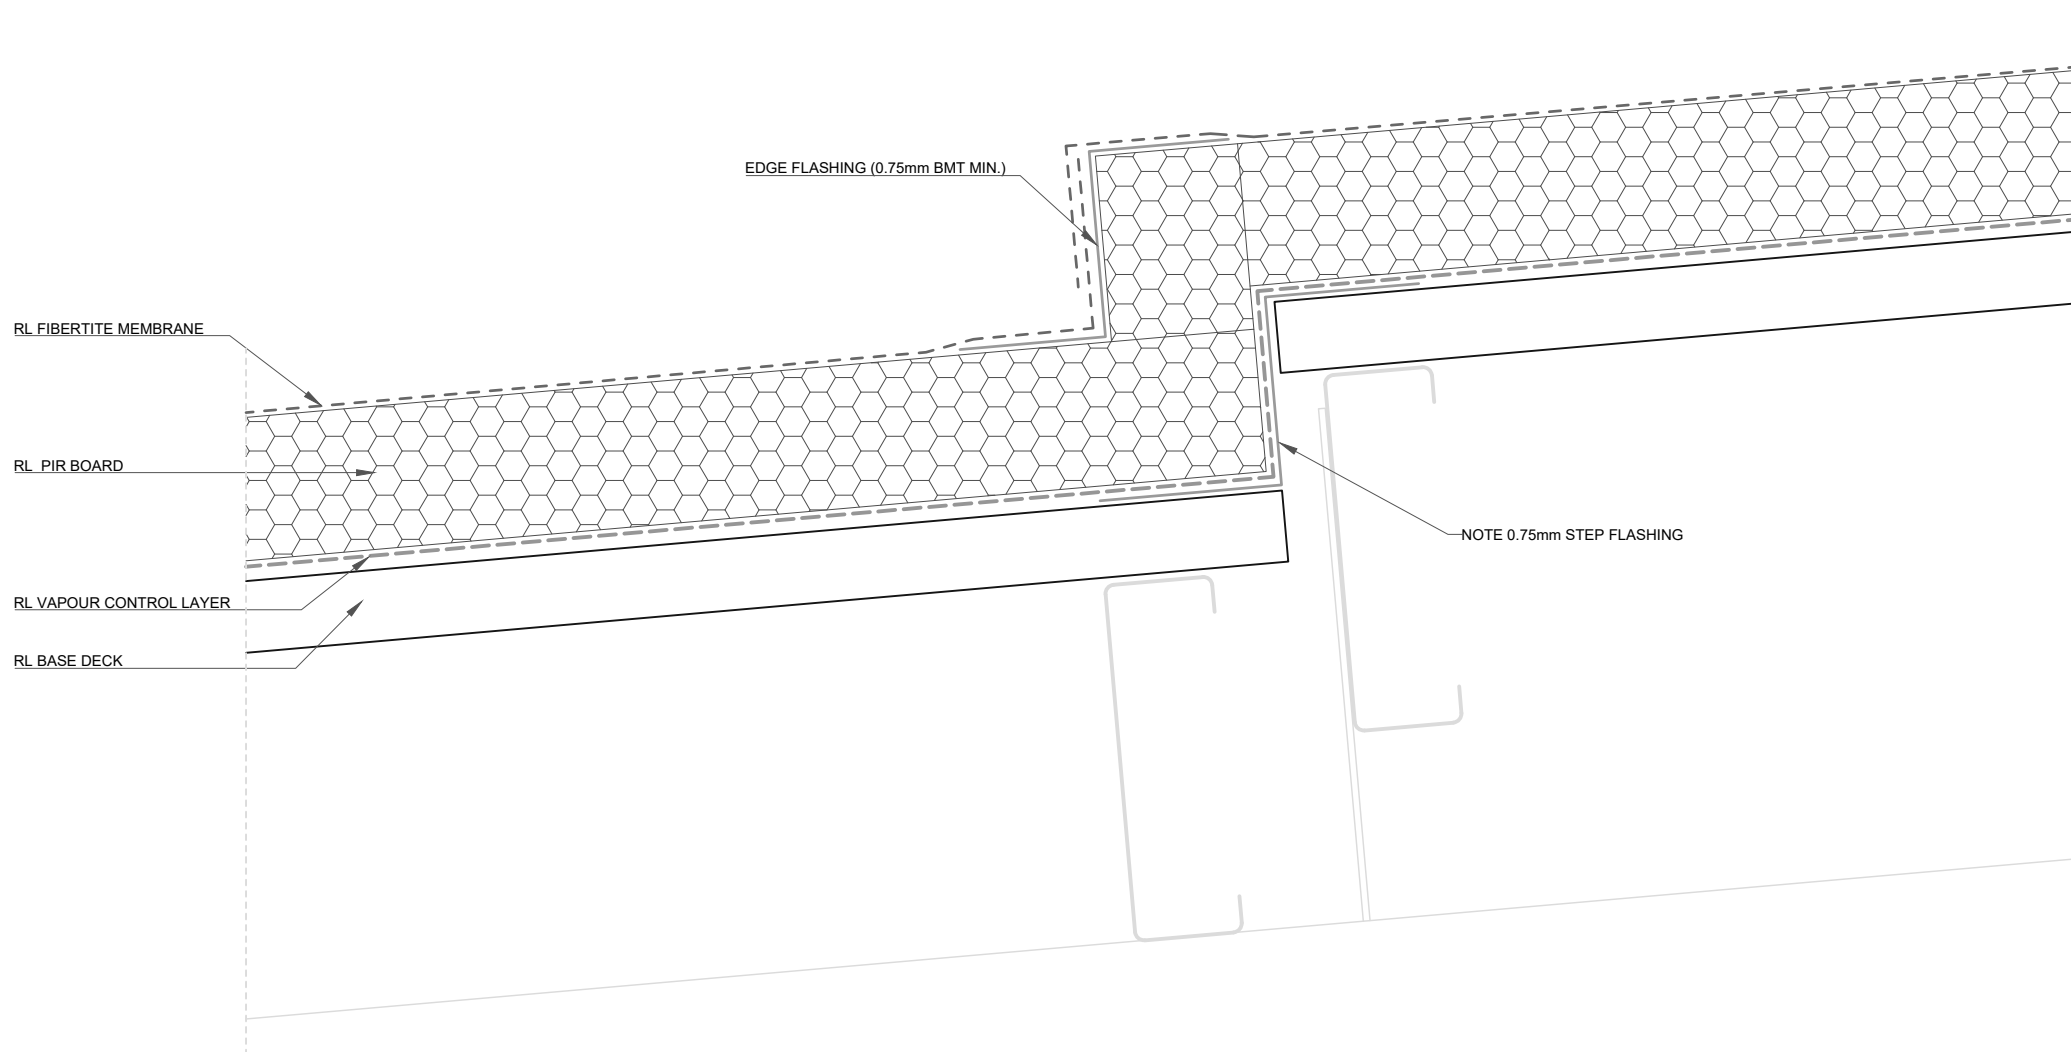 EDGE FLASHING (0.75mm BMT MIN.)
RL FIBERTITE MEMBRANE
RL PIR BOARD
NOTE 0.75mm STEP FLASHING
RL VAPOUR CONTROL LAYER
RL BASE DECK